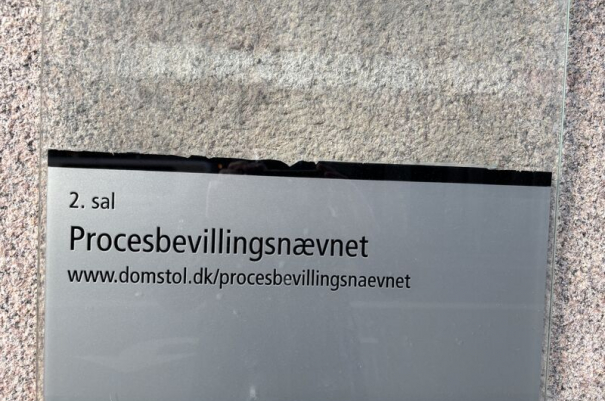 2. sal
Procesbevillingsnævnet
www.domstol.dk/procesbevillingsnaevnet